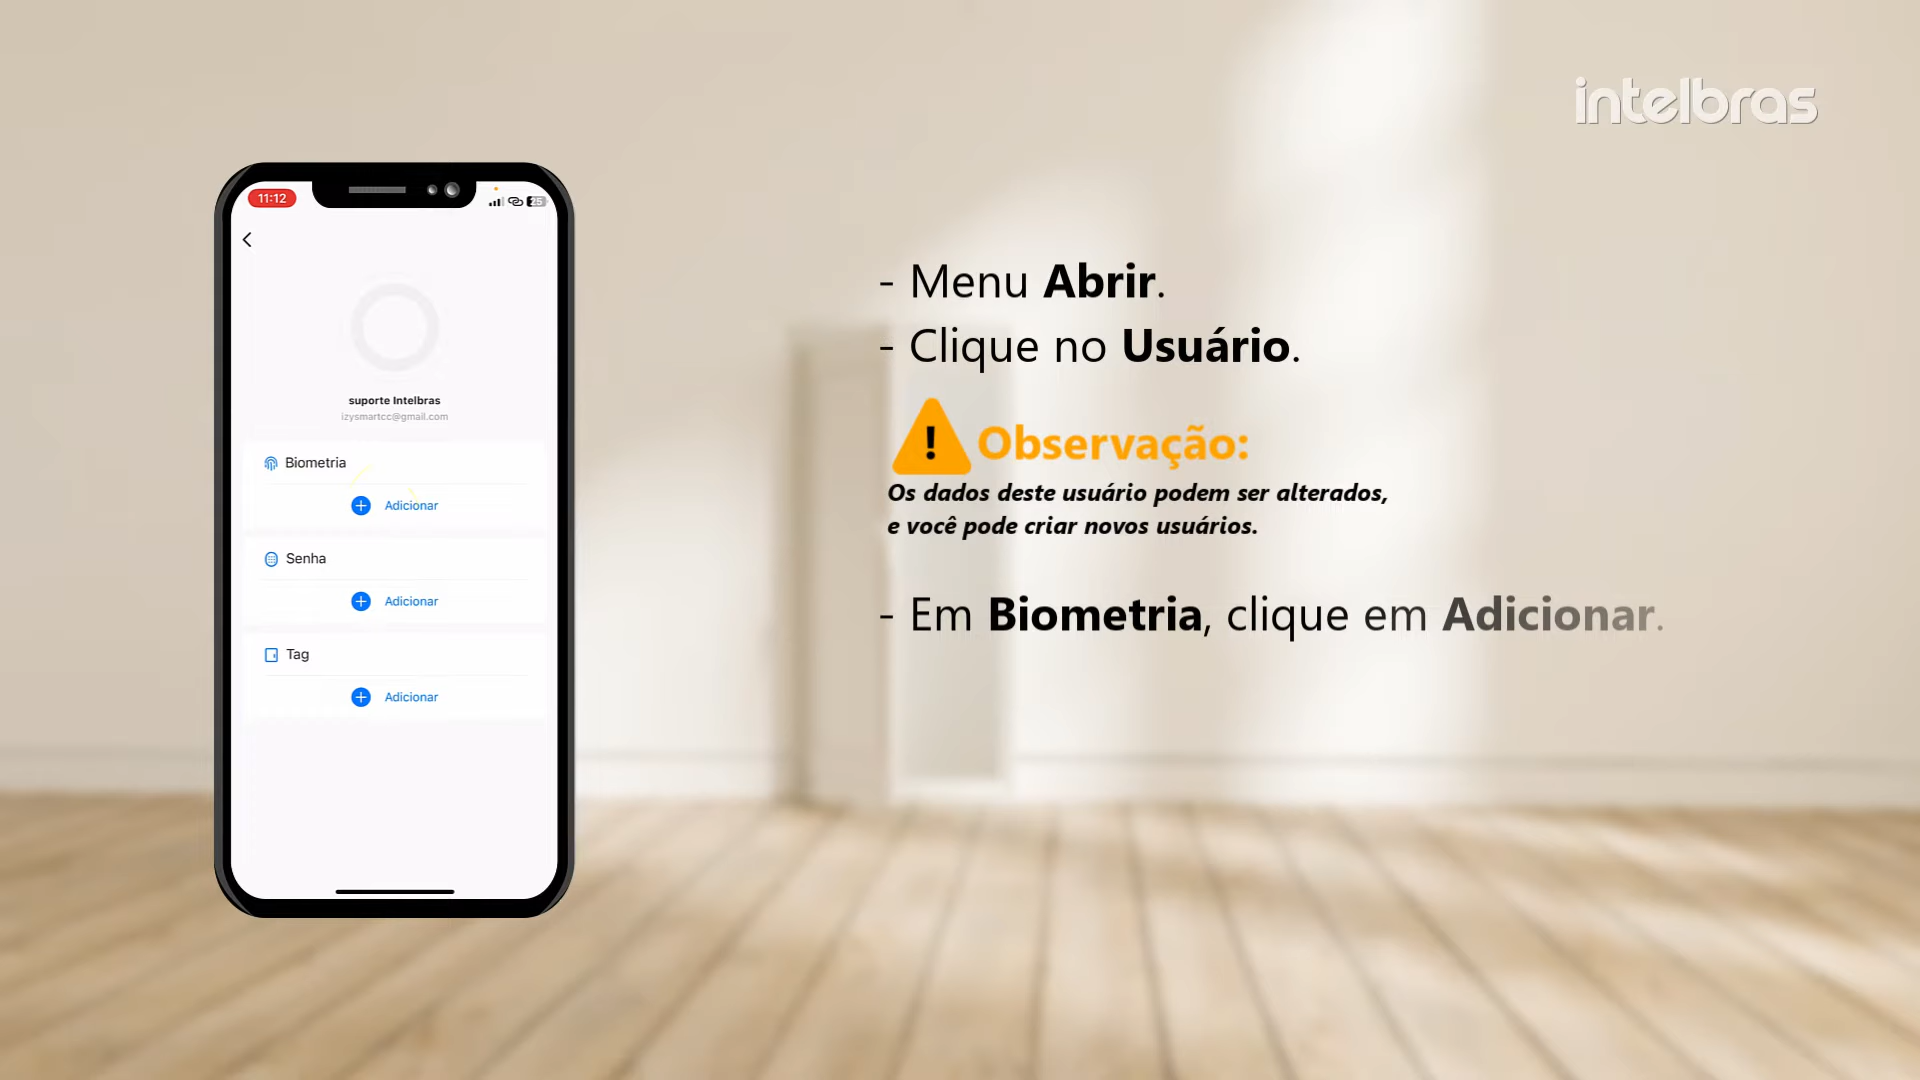 intelbras
11:12
25
suporte Intelbras
izysmartcc@gmail.com
Biometria
Adicionar
Senha
Adicionar
Tag
Adicionar
- Menu Abrir.
- Clique no Usuário.
! Observação:
Os dados deste usuário podem ser alterados,
e você pode criar novos usuários.
- Em Biometria, clique em Adicionar.